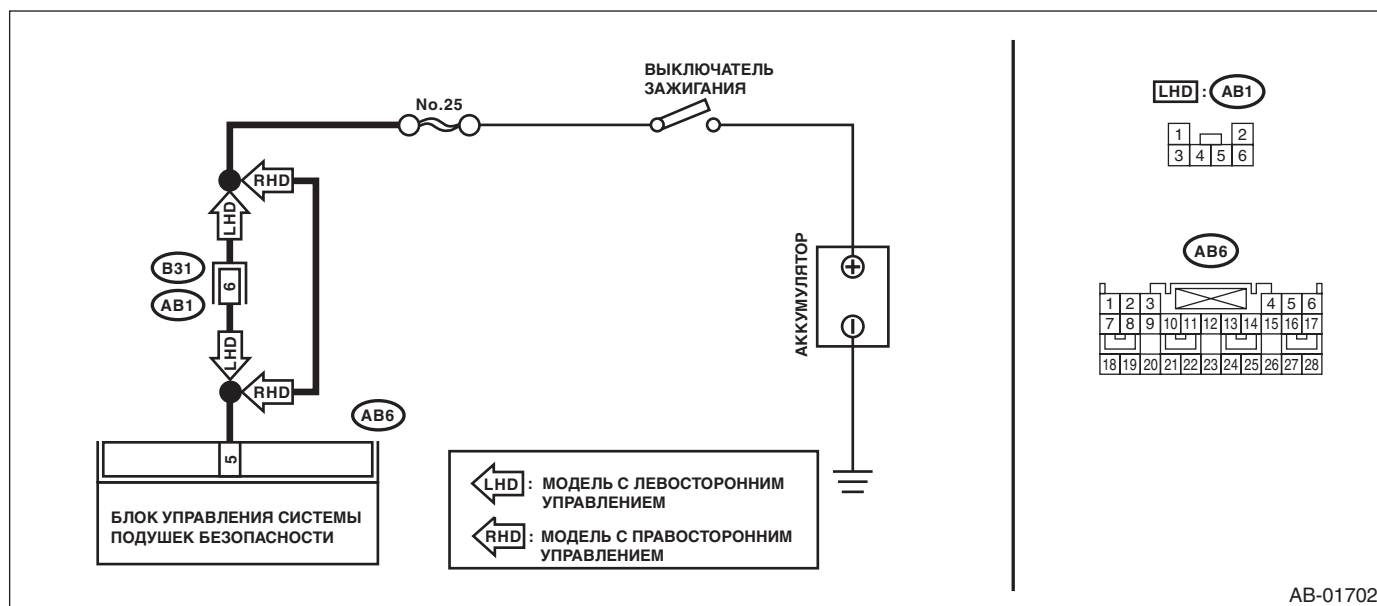 ВЫКЛЮЧАТЕЛЬ
ЗАЖИГАНИЯ
No.25
RHD
LHD
B31
6
AB1
LHD
RHD
AB6
5
БЛОК УПРАВЛЕНИЯ СИСТЕМЫ
ПОДУШЕК БЕЗОПАСНОСТИ
АККУМУЛЯТОР
LHD : МОДЕЛЬ С ЛЕВОСТОРОННИМ
УПРАВЛЕНИЕМ
RHD : МОДЕЛЬ С ПРАВОСТОРОННИМ
УПРАВЛЕНИЕМ
LHD : AB1
1 2
3 4 5 6
AB6
1 2 3 4 5 6
7 8 9 10 11 12 13 14 15 16 17
18 19 20 21 22 23 24 25 26 27 28
AB-01702